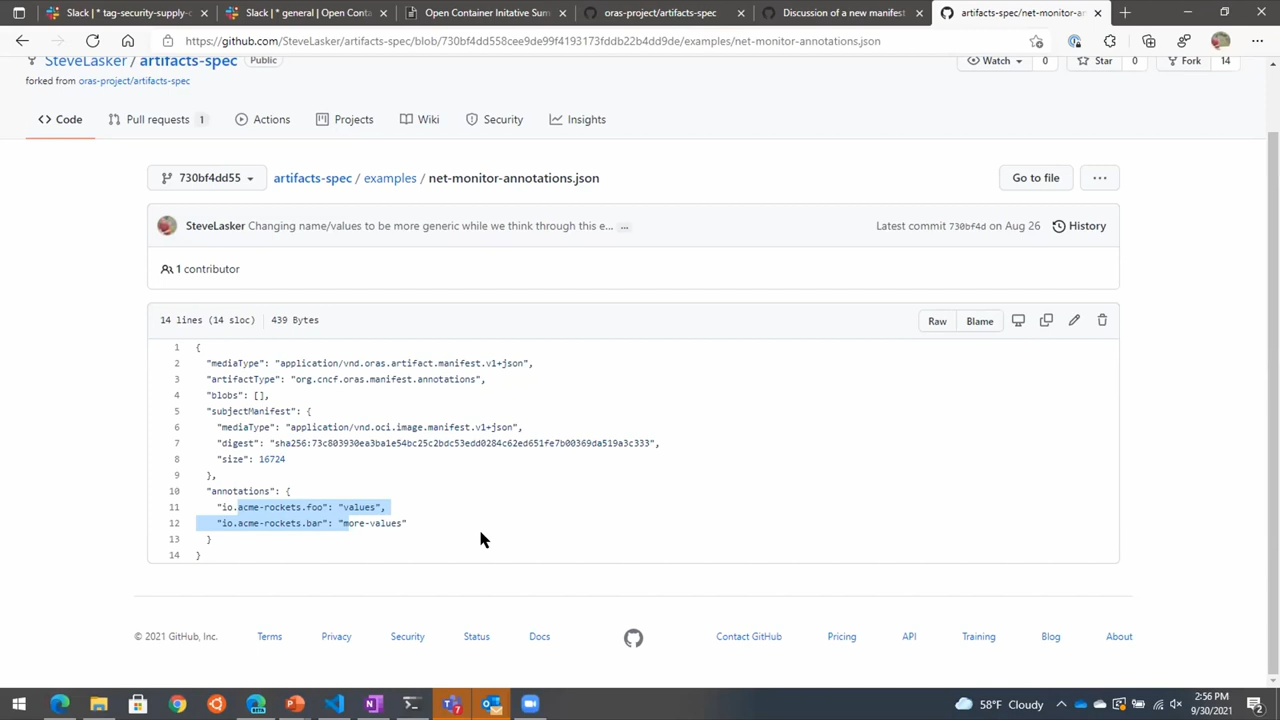 Slack | * tag-security-supply-c
Slack | * general | Open Conta
Open Container Initative Sum
oras-project/artifacts-spec
Discussion of a new manifest
artifacts-spec/net-monitor-an
https://github.com/SteveLasker/artifacts-spec/blob/730bf4dd558cee9de99f4193173fddb22b4dd9de/examples/net-monitor-annotations.json
SteveLasker / artifacts-spec Public
Watch 0 Star 0 Fork 14
forked from oras-project/artifacts-spec
Code Pull requests 1 Actions Projects Wiki Security Insights
730bf4dd55 artifacts-spec / examples / net-monitor-annotations.json Go to file ...
SteveLasker Changing name/values to be more generic while we think through this e... ... Latest commit 730bf4d on Aug 26 History
1 contributor
14 lines (14 sloc) 439 Bytes Raw Blame
1 {
2 "mediaType": "application/vnd.oras.artifact.manifest.v1+json",
3 "artifactType": "org.cncf.oras.manifest.annotations",
4 "blobs": [],
5 "subjectManifest": {
6 "mediaType": "application/vnd.oci.image.manifest.v1+json",
7 "digest": "sha256:73c803930ea3ba1e54bc25c2bdc53edd0284c62ed651fe7b00369da519a3c333",
8 "size": 16724
9 },
10 "annotations": {
11 "io.acme-rockets.foo": "values",
12 "io.acme-rockets.bar": "more-values"
13 }
14 }
© 2021 GitHub, Inc. Terms Privacy Security Status Docs Contact GitHub Pricing API Training Blog About
58°F Cloudy
2:56 PM
9/30/2021